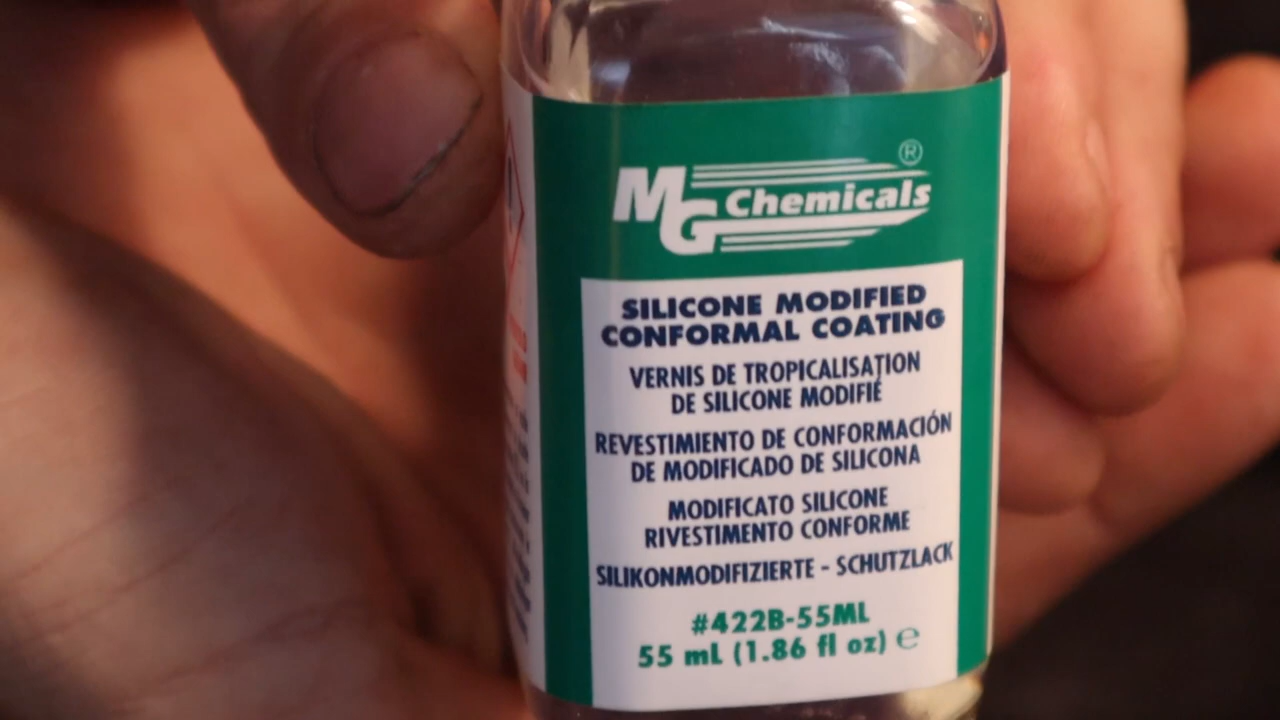 MG Chemicals®
SILICONE MODIFIED
CONFORMAL COATING
VERNIS DE TROPICALISATION
DE SILICONE MODIFIÉ
REVESTIMIENTO DE CONFORMACIÓN
DE MODIFICADO DE SILICONA
MODIFICATO SILICONE
RIVESTIMENTO CONFORME
SILIKONMODIFIZIERTE - SCHUTZLACK
#422B-55ML
55 mL (1.86 fl oz) ℮